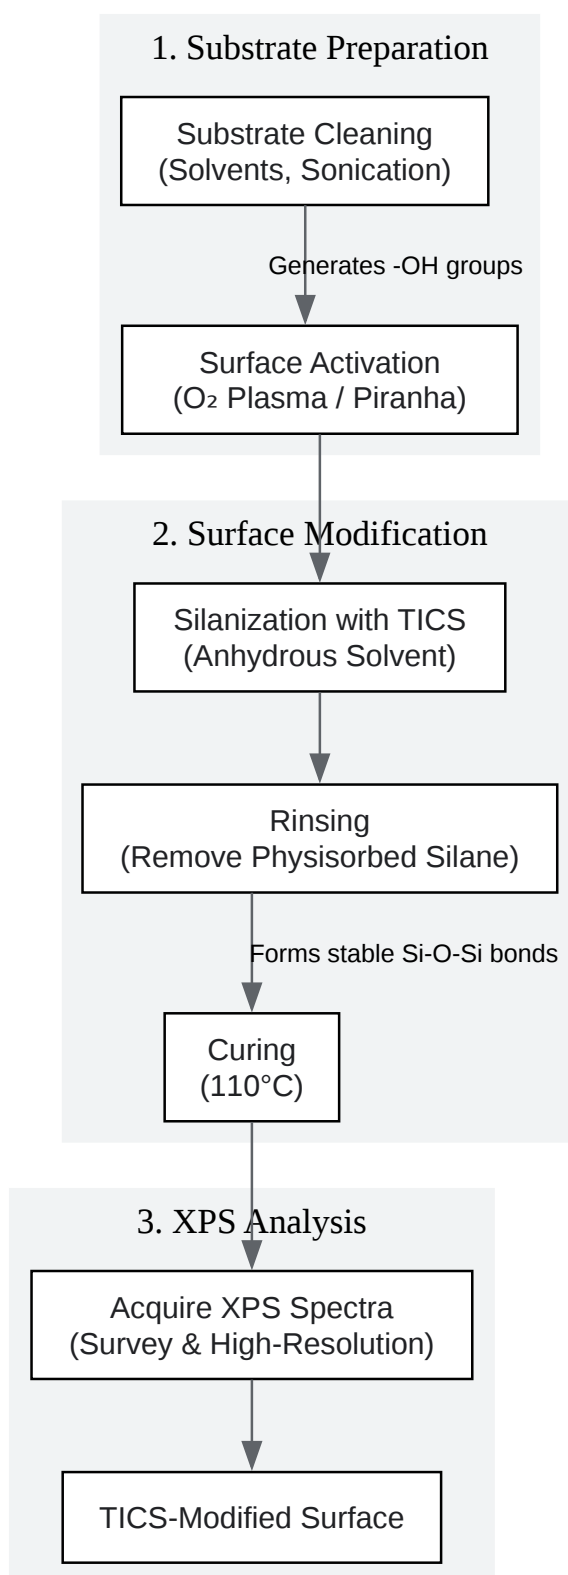 1. Substrate Preparation
Substrate Cleaning
(Solvents, Sonication)
Generates -OH groups
Surface Activation
(O₂ Plasma / Piranha)
2. Surface Modification
Silanization with TICS
(Anhydrous Solvent)
Rinsing
(Remove Physisorbed Silane)
Forms stable Si-O-Si bonds
Curing
(110°C)
3. XPS Analysis
Acquire XPS Spectra
(Survey & High-Resolution)
TICS-Modified Surface